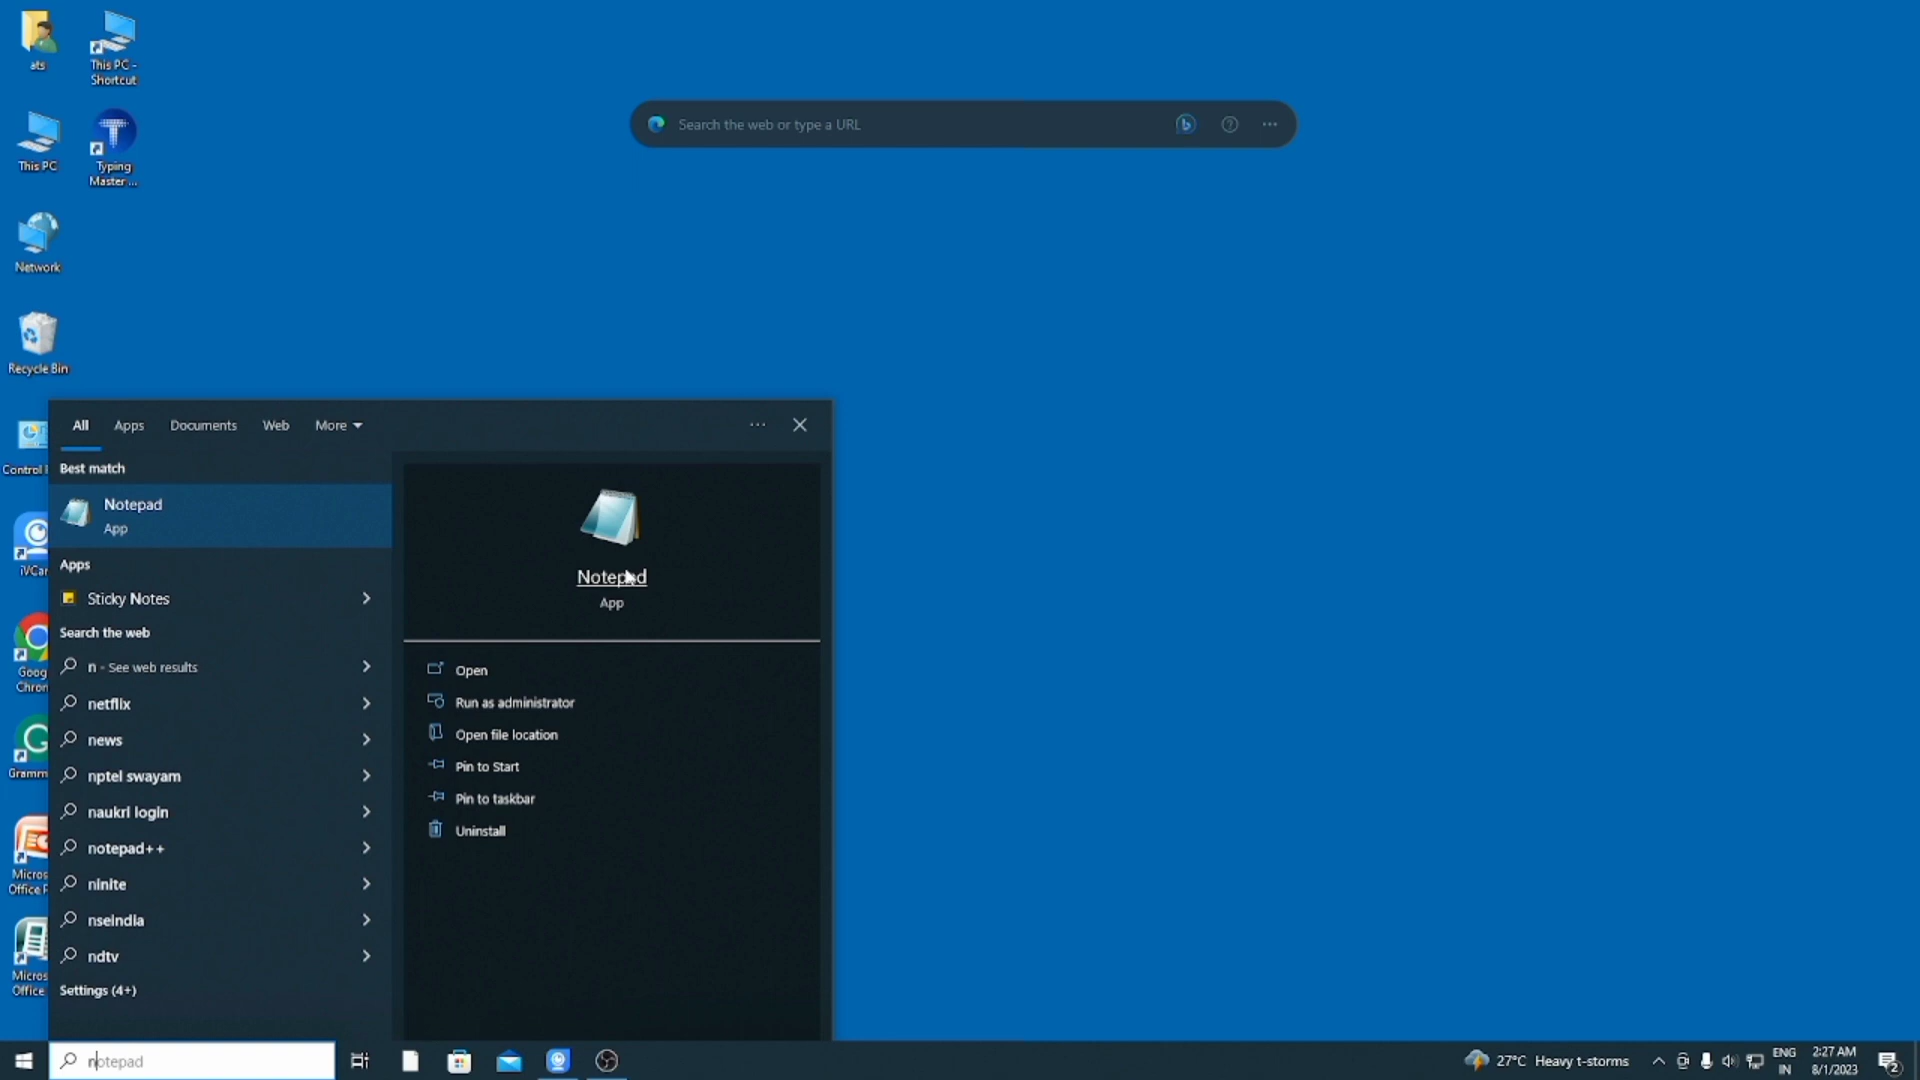 ats
This PC -
Shortcut
This PC
Typing
Master ...
Network
Recycle Bin
Search the web or type a URL
All
Apps
Documents
Web
More
Best match
Notepad
App
Apps
Sticky Notes
Search the web
n - See web results
netflix
news
nptel swayam
naukri login
notepad++
ninite
nseindia
ndtv
Settings (4+)
Notepad
App
Open
Run as administrator
Open file location
Pin to Start
Pin to taskbar
Uninstall
Control
iVCar
Goog
Chron
Gramm
Micros
Office P
Micros
Office
notepad
27°C Heavy t-storms
ENG
IN
2:27 AM
8/1/2023
2